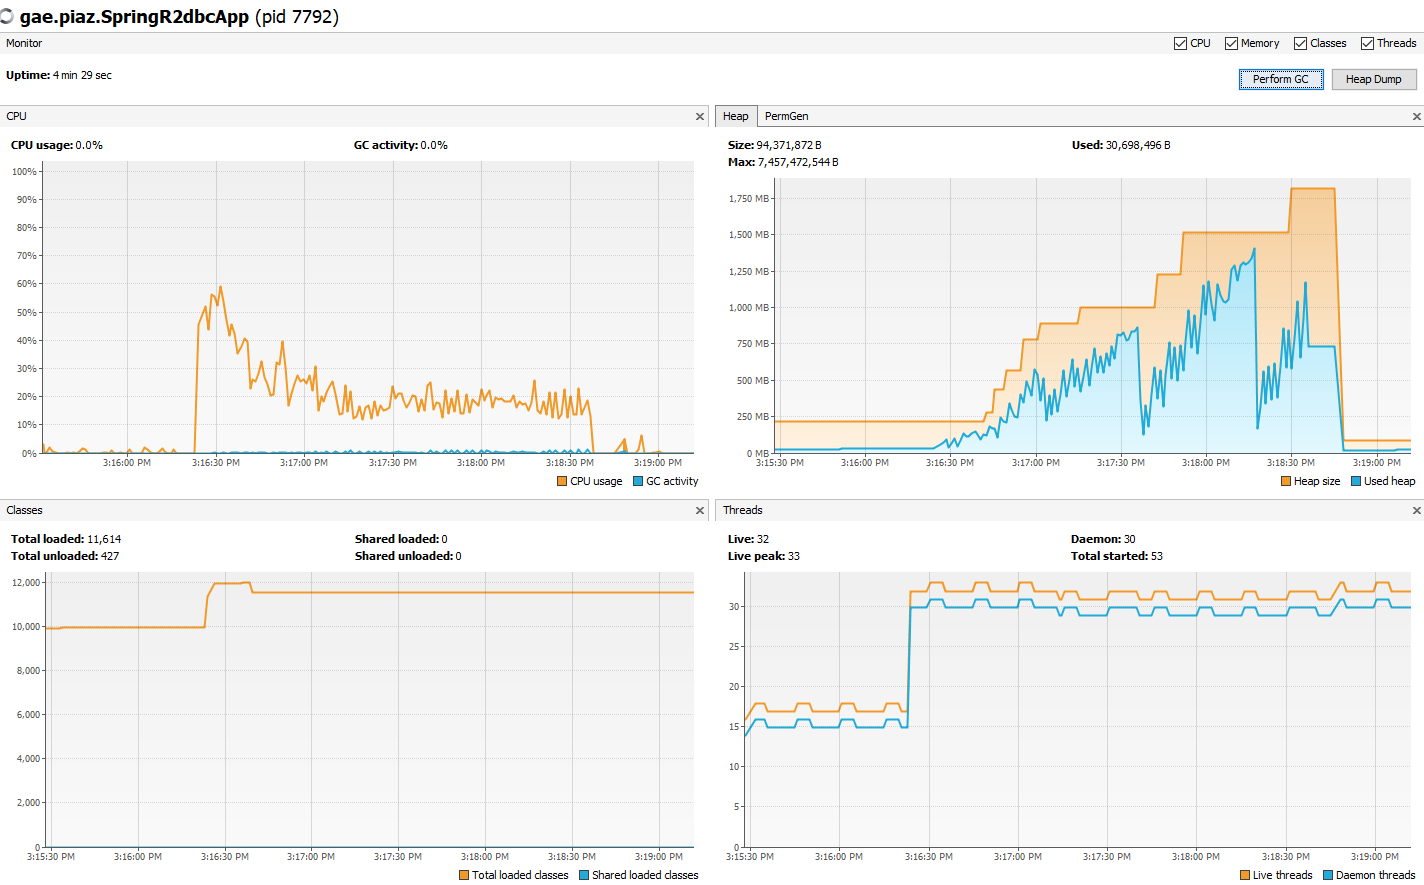 gae.piaz.SpringR2dbcApp (pid 7792)
Monitor
CPU Memory Classes Threads
Uptime: 4 min 29 sec
Perform GC Heap Dump
CPU
CPU usage: 0.0% GC activity: 0.0%
100%
90%
80%
70%
60%
50%
40%
30%
20%
10%
0%
3:16:00 PM 3:16:30 PM 3:17:00 PM 3:17:30 PM 3:18:00 PM 3:18:30 PM 3:19:00 PM
CPU usage GC activity
Heap PermGen
Size: 94,371,872 B Used: 30,698,496 B
Max: 7,457,472,544 B
1,750 MB
1,500 MB
1,250 MB
1,000 MB
750 MB
500 MB
250 MB
0 MB
3:15:30 PM 3:16:00 PM 3:16:30 PM 3:17:00 PM 3:17:30 PM 3:18:00 PM 3:18:30 PM 3:19:00 PM
Heap size Used heap
Classes
Total loaded: 11,614 Shared loaded: 0
Total unloaded: 427 Shared unloaded: 0
12,000
10,000
8,000
6,000
4,000
2,000
0
3:15:30 PM 3:16:00 PM 3:16:30 PM 3:17:00 PM 3:17:30 PM 3:18:00 PM 3:18:30 PM 3:19:00 PM
Total loaded classes Shared loaded classes
Threads
Live: 32 Daemon: 30
Live peak: 33 Total started: 53
30
25
20
15
10
5
0
3:15:30 PM 3:16:00 PM 3:16:30 PM 3:17:00 PM 3:17:30 PM 3:18:00 PM 3:18:30 PM 3:19:00 PM
Live threads Daemon threads